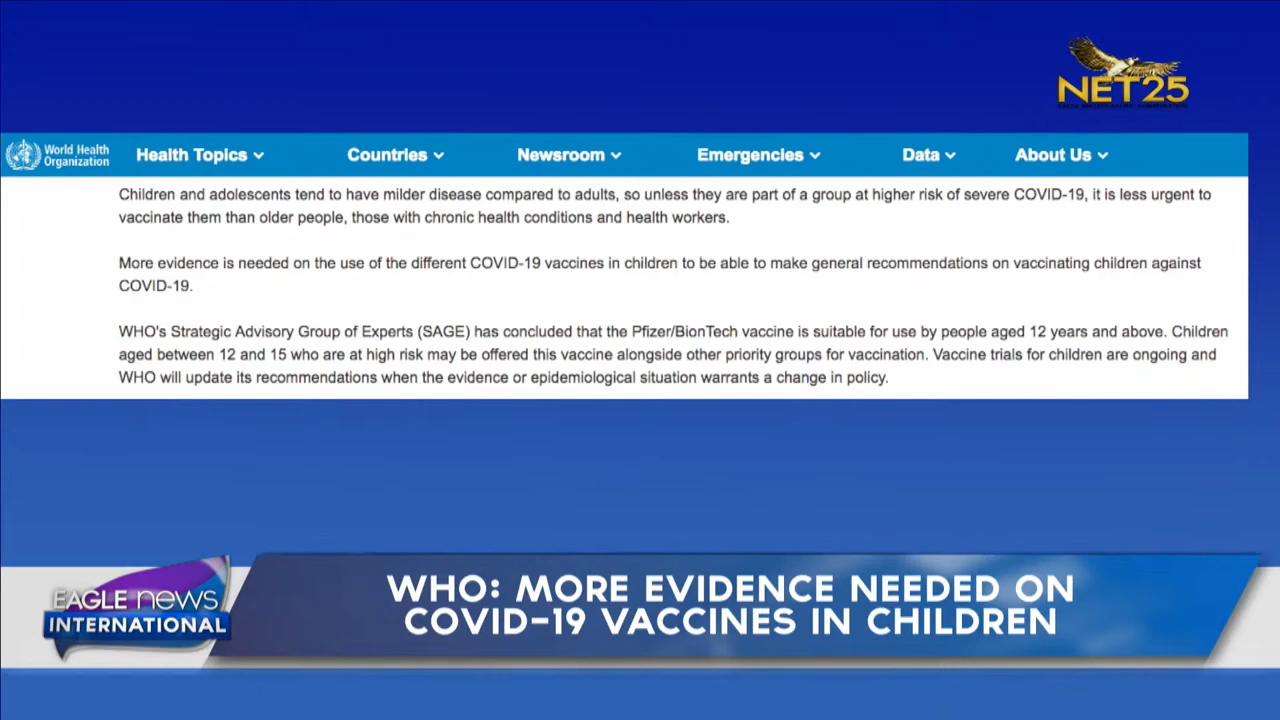 NET25
World Health
Organization
Health Topics
Countries
Newsroom
Emergencies
Data
About Us
Children and adolescents tend to have milder disease compared to adults, so unless they are part of a group at higher risk of severe COVID-19, it is less urgent to
vaccinate them than older people, those with chronic health conditions and health workers.
More evidence is needed on the use of the different COVID-19 vaccines in children to be able to make general recommendations on vaccinating children against
COVID-19.
WHO's Strategic Advisory Group of Experts (SAGE) has concluded that the Pfizer/BionTech vaccine is suitable for use by people aged 12 years and above. Children
aged between 12 and 15 who are at high risk may be offered this vaccine alongside other priority groups for vaccination. Vaccine trials for children are ongoing and
WHO will update its recommendations when the evidence or epidemiological situation warrants a change in policy.
EAGLE news
INTERNATIONAL
WHO: MORE EVIDENCE NEEDED ON
COVID-19 VACCINES IN CHILDREN